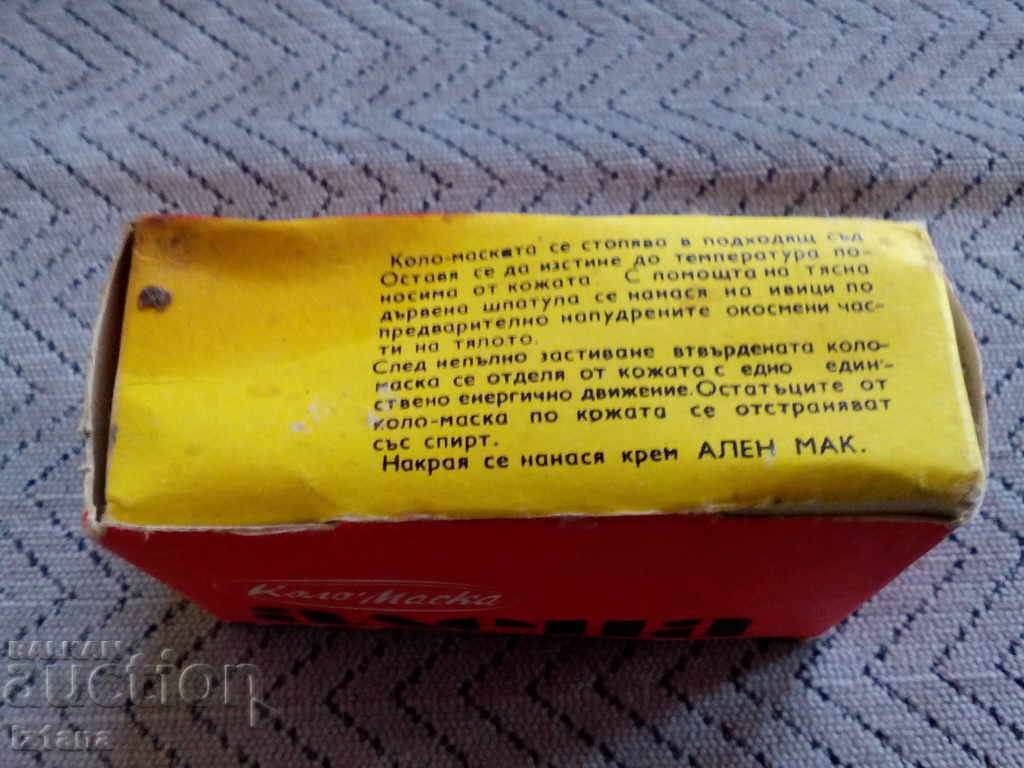 Коло-маската се стопява в подходящ съд
Оставя се да изстине до температура по-
носима от кожата. С помощта на тясна
дървена шпатула се нанася на ивици по
предварително напудрените окосмени час-
ти на тялото.
След непълно застиване втвърдената коло-
маска се отделя от кожата с едно един-
ствено енергично движение. Остатъците от
коло-маска по кожата се отстраняват
със спирт.
Накрая се нанася крем АЛЕН МАК.
Коло-Маска
БАЛКАН
auction
iziana